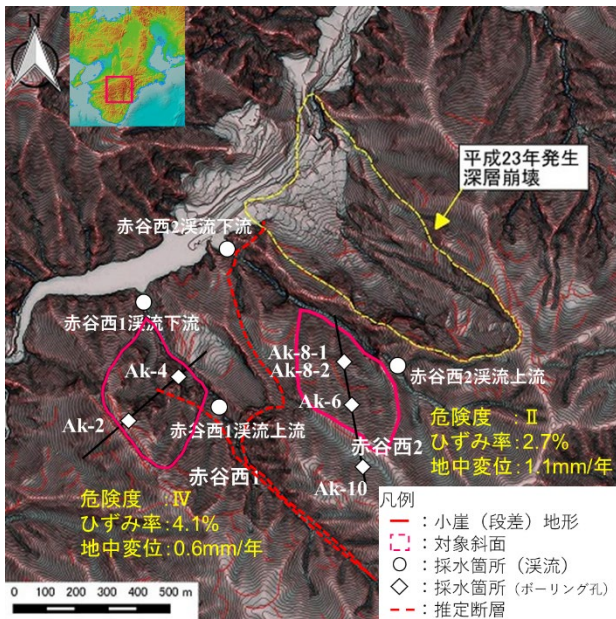 N
平成23年発生
深層崩壊
赤谷西2渓流下流
赤谷西1渓流下流
Ak-8-1
Ak-8-2
Ak-4
赤谷西2渓流上流
Ak-6
Ak-2
赤谷西1渓流上流
危険度 :Ⅱ
ひずみ率:2.7%
地中変位:1.1mm/年
赤谷西2
赤谷西1
Ak-10
危険度 :Ⅳ
ひずみ率:4.1%
地中変位:0.6mm/年
凡例
:小崖(段差)地形
:対象斜面
:採水箇所(渓流)
:採水箇所(ボーリング孔)
:推定断層
0 100 200 300 400 500 m